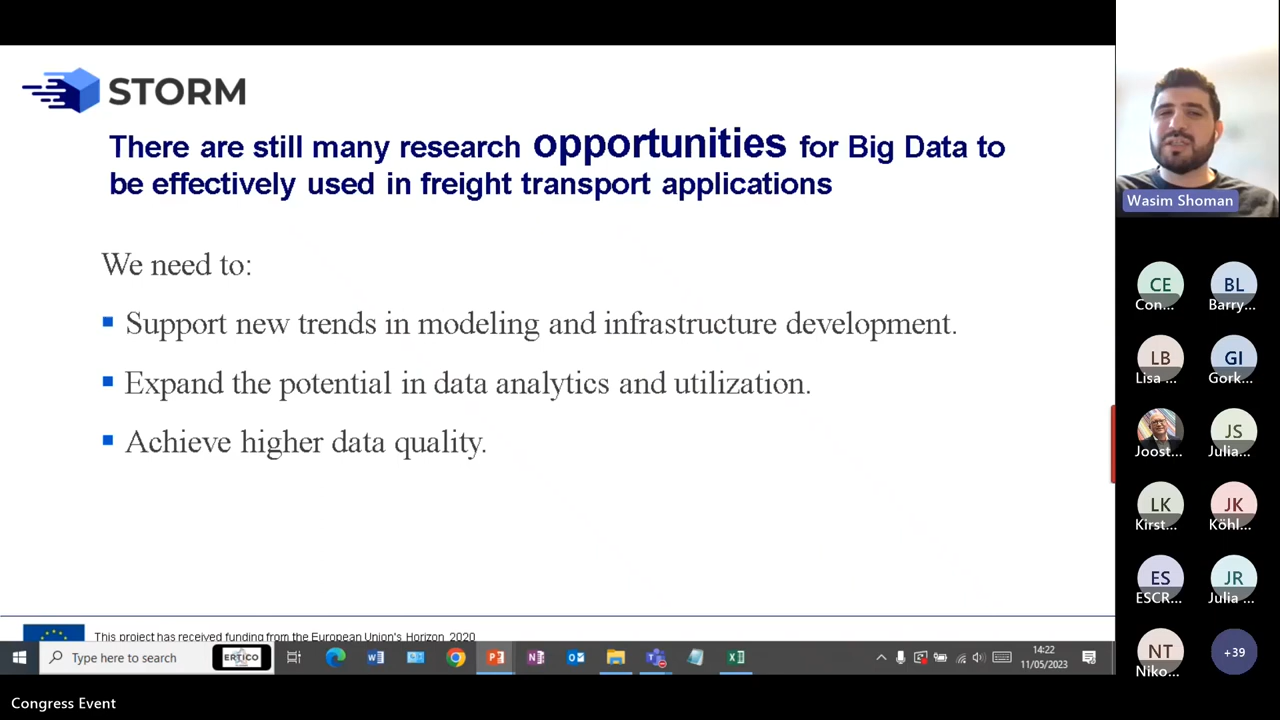 STORM
There are still many research opportunities for Big Data to
be effectively used in freight transport applications
We need to:
Support new trends in modeling and infrastructure development.
Expand the potential in data analytics and utilization.
Achieve higher data quality.
This project has received funding from the European Union's Horizon 2020
Type here to search
ERTICO
14:22
11/05/2023
Congress Event
Wasim Shoman
CE
Con...
BL
Barry...
LB
Lisa ...
GI
Gork...
Joost...
JS
Julia...
LK
Kirst...
JK
Köhl...
ES
ESCR...
JR
Julia ...
NT
Niko...
+39